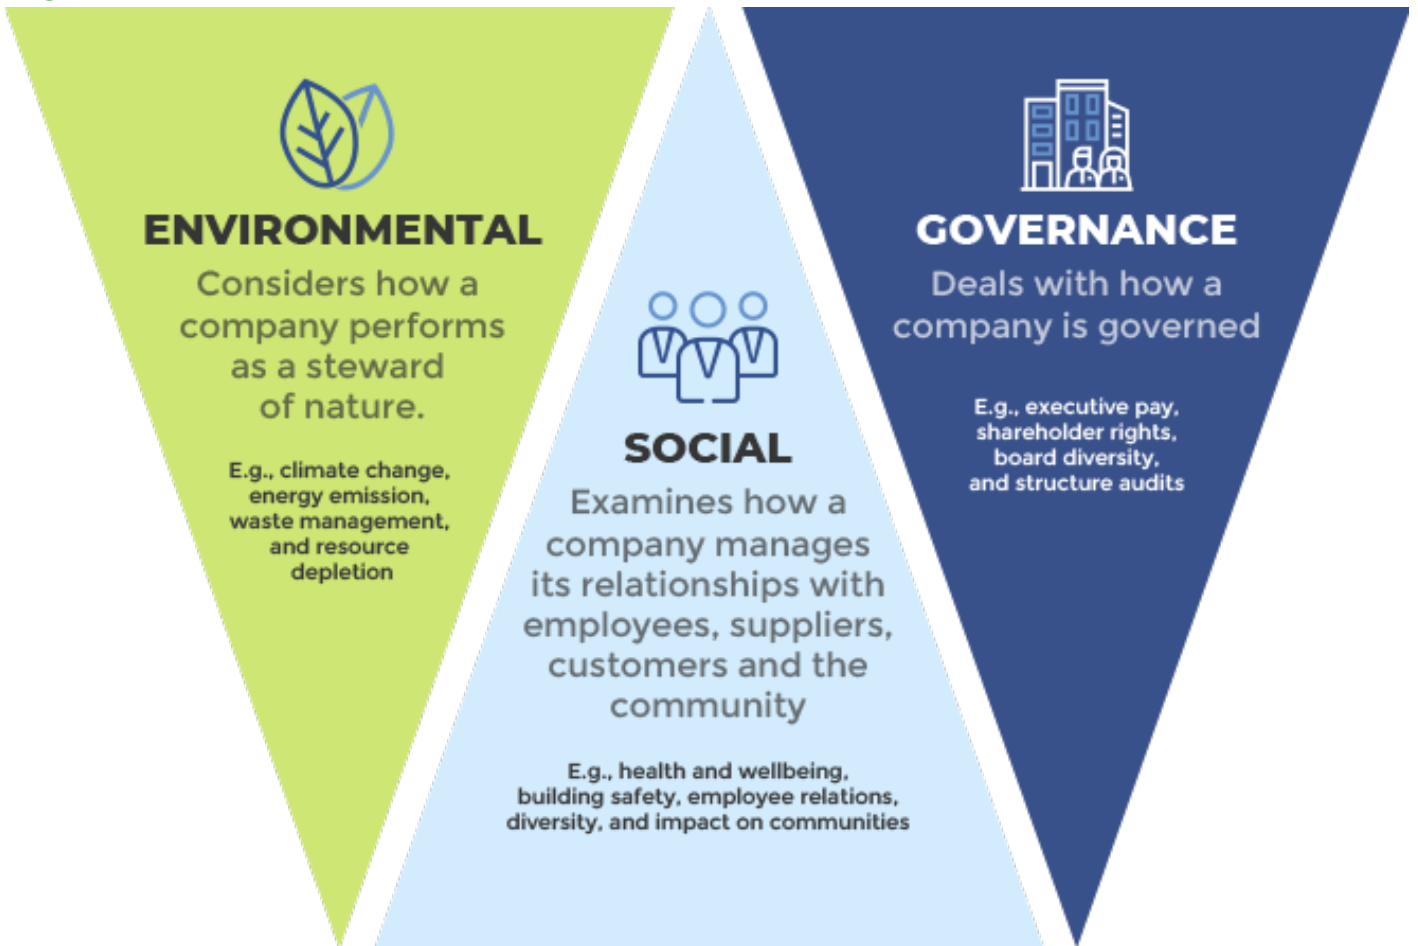 ENVIRONMENTAL
Considers how a
company performs
as a steward
of nature.
E.g., climate change,
energy emission,
waste management,
and resource
depletion
SOCIAL
Examines how a
company manages
its relationships with
employees, suppliers,
customers and the
community
E.g., health and wellbeing,
building safety, employee relations,
diversity, and impact on communities
GOVERNANCE
Deals with how a
company is governed
E.g., executive pay,
shareholder rights,
board diversity,
and structure audits